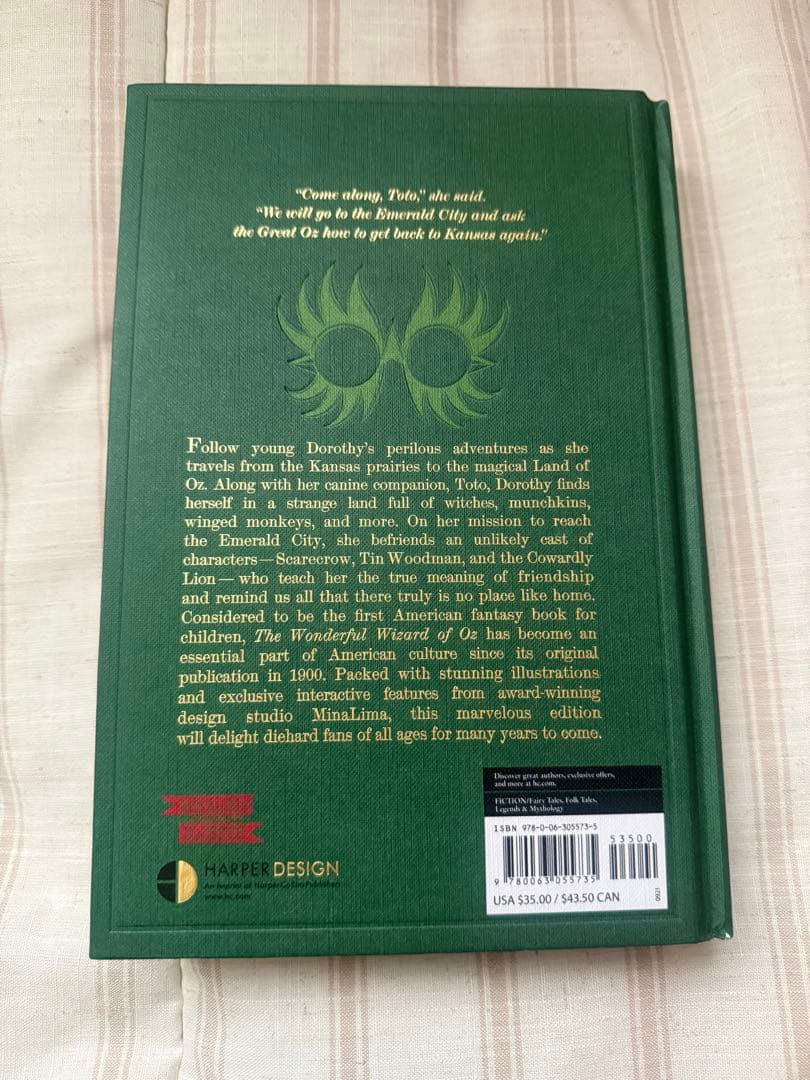 "Come along, Toto," she said.
"We will go to the Emerald City and ask
the Great Oz how to get back to Kansas again."
Follow young Dorothy's perilous adventures as she
travels from the Kansas prairies to the magical Land of
Oz. Along with her canine companion, Toto, Dorothy finds
herself in a strange land full of witches, munchkins,
winged monkeys, and more. On her mission to reach
the Emerald City, she befriends an unlikely cast of
characters—Scarecrow, Tin Woodman, and the Cowardly
Lion—who teach her the true meaning of friendship
and remind us all that there truly is no place like home.
Considered to be the first American fantasy book for
children, The Wonderful Wizard of Oz has become an
essential part of American culture since its original
publication in 1900. Packed with stunning illustrations
and exclusive interactive features from award-winning
design studio MinaLima, this marvelous edition
will delight diehard fans of all ages for many years to come.
HARPER DESIGN
An Imprint of HarperCollinsPublishers
www.hc.com
Discover great authors, exclusive offers,
and more at hc.com.
FICTION/Fairy Tales, Folk Tales,
Legends & Mythology
ISBN 978-0-06-305573-5
53500
9 780063 055735
USA $35.00 / $43.50 CAN
0921